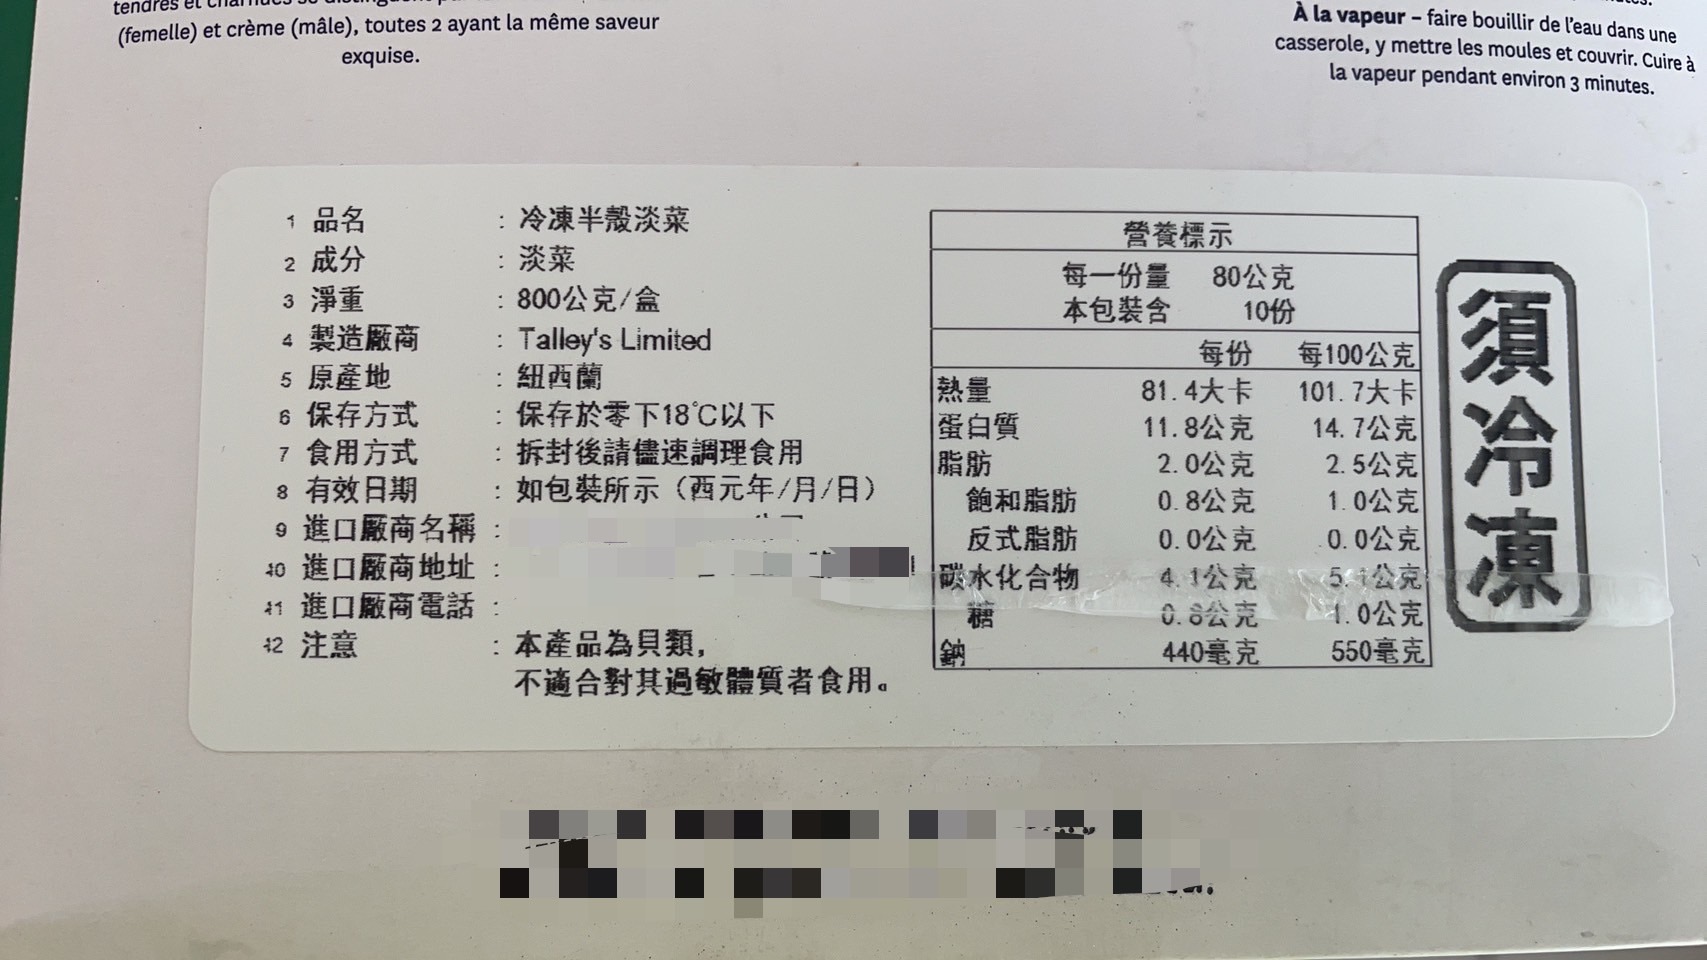 tendres et charnues se distinguent
(femelle) et crème (mâle), toutes 2 ayant la même saveur
exquise.
À la vapeur – faire bouillir de l'eau dans une
casserole, y mettre les moules et couvrir. Cuire à
la vapeur pendant environ 3 minutes.
1 品名 : 冷凍半殼淡菜
2 成分 : 淡菜
3 淨重 : 800公克/盒
4 製造廠商 : Talley's Limited
5 原產地 : 紐西蘭
6 保存方式 : 保存於零下18℃以下
7 食用方式 : 拆封後請儘速調理食用
8 有效日期 : 如包裝所示（西元年/月/日）
9 進口廠商名稱 :
10 進口廠商地址 :
11 進口廠商電話 :
12 注意 : 本產品為貝類,
不適合對其過敏體質者食用。
營養標示
每一份量 80公克
本包裝含 10份
每份 每100公克
熱量 81.4大卡 101.7大卡
蛋白質 11.8公克 14.7公克
脂肪 2.0公克 2.5公克
飽和脂肪 0.8公克 1.0公克
反式脂肪 0.0公克 0.0公克
碳水化合物 4.1公克 5.1公克
糖 0.8公克 1.0公克
鈉 440毫克 550毫克
須冷凍